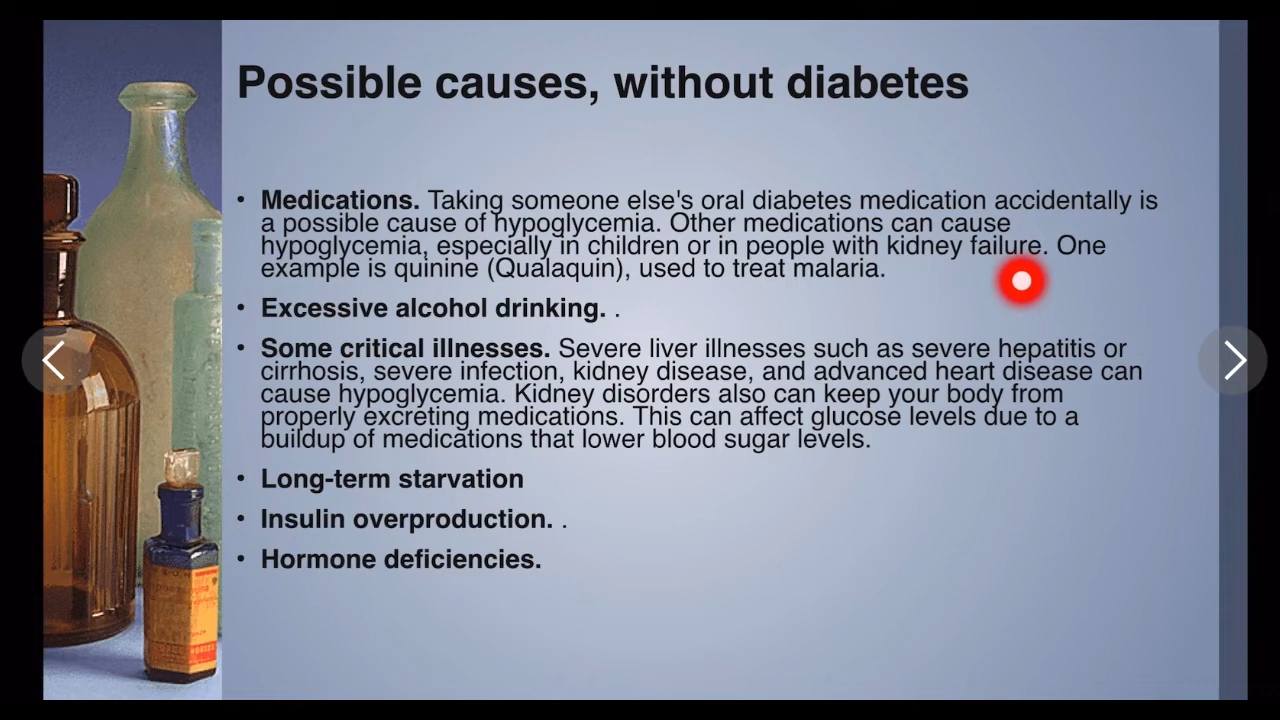 Possible causes, without diabetes
• Medications. Taking someone else's oral diabetes medication accidentally is
a possible cause of hypoglycemia. Other medications can cause
hypoglycemia, especially in children or in people with kidney failure. One
example is quinine (Qualaquin), used to treat malaria.
• Excessive alcohol drinking. .
• Some critical illnesses. Severe liver illnesses such as severe hepatitis or
cirrhosis, severe infection, kidney disease, and advanced heart disease can
cause hypoglycemia. Kidney disorders also can keep your body from
properly excreting medications. This can affect glucose levels due to a
buildup of medications that lower blood sugar levels.
• Long-term starvation
• Insulin overproduction. .
• Hormone deficiencies.